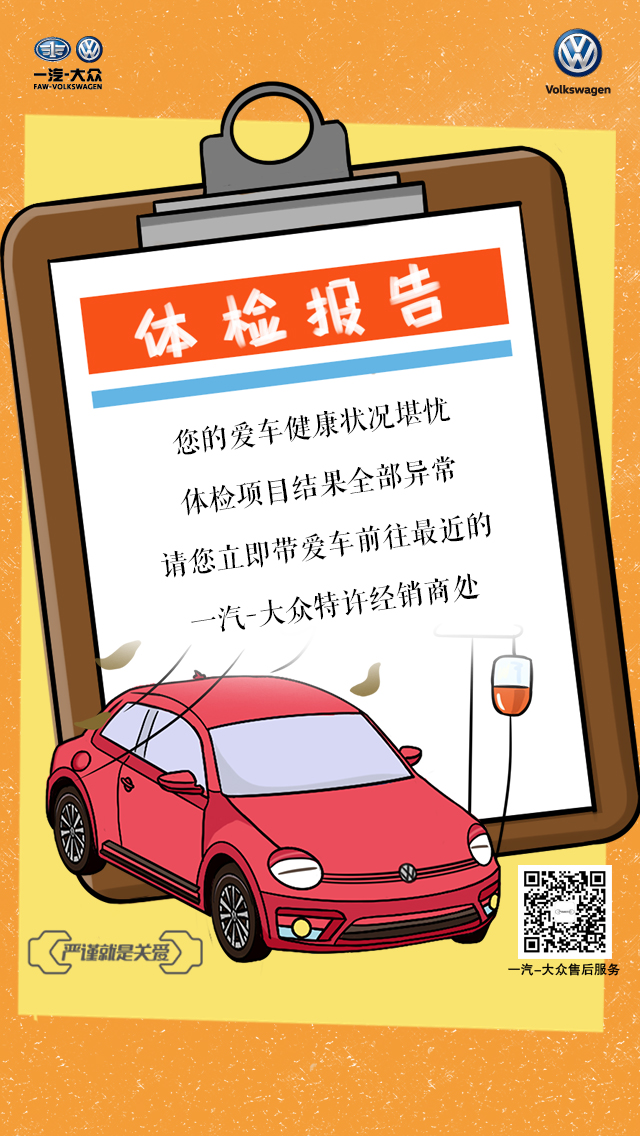 一汽-大众
FAW-VOLKSWAGEN
Volkswagen
体检报告
您的爱车健康状况堪忧
体检项目结果全部异常
请您立即带爱车前往最近的
一汽-大众特许经销商处
严谨就是关爱
一汽-大众售后服务